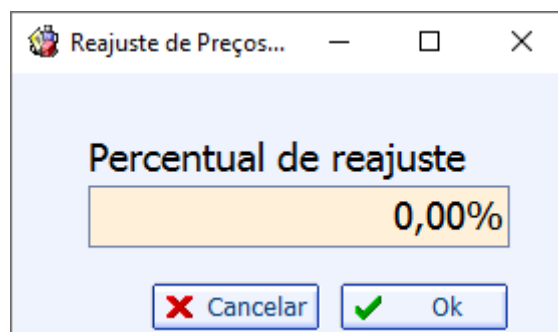 Reajuste de Preços...
Percentual de reajuste
0,00%
Cancelar Ok